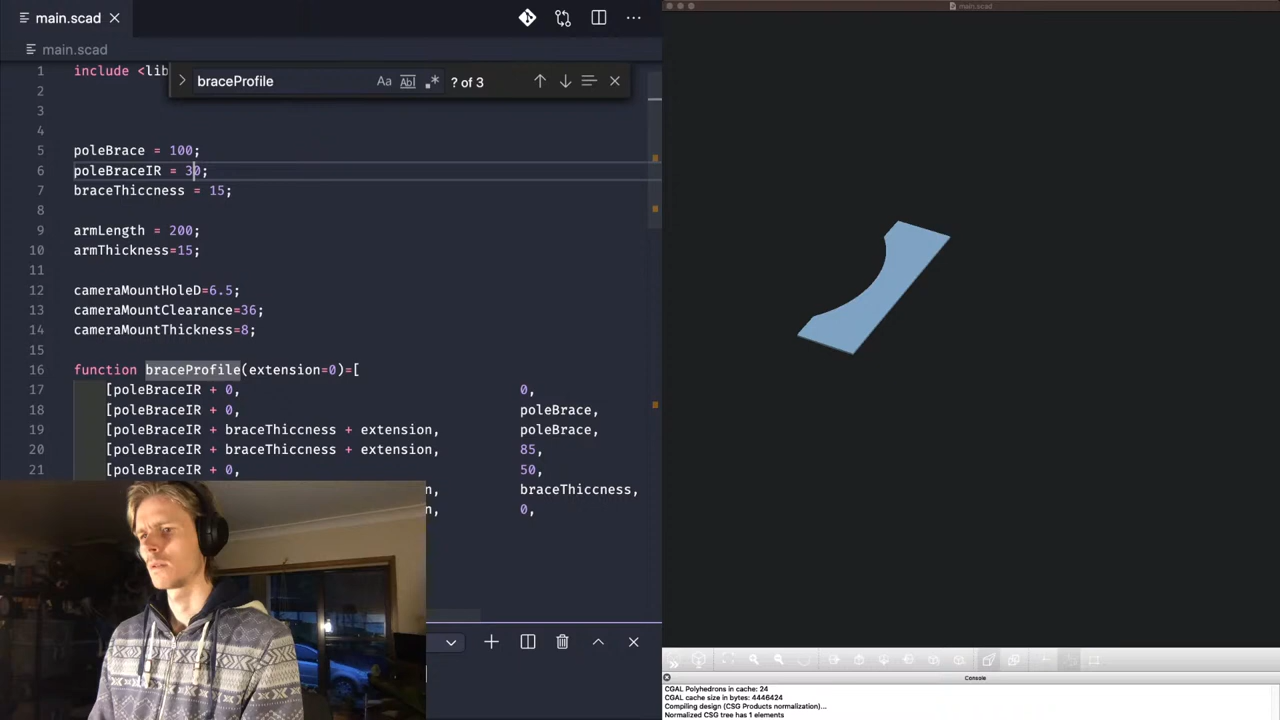 main.scad
main.scad
main.scad
braceProfile
Aa
Abl
? of 3
1 include <lib
2
3
4
5 poleBrace = 100;
6 poleBraceIR = 30;
7 braceThiccness = 15;
8
9 armLength = 200;
10 armThickness=15;
11
12 cameraMountHoleD=6.5;
13 cameraMountClearance=36;
14 cameraMountThickness=8;
15
16 function braceProfile(extension=0)=[
17 [poleBraceIR + 0, 0,
18 [poleBraceIR + 0, poleBrace,
19 [poleBraceIR + braceThiccness + extension, poleBrace,
20 [poleBraceIR + braceThiccness + extension, 85,
21 [poleBraceIR + 0, 50,
n, braceThiccness,
n, 0,
Console
CGAL Polyhedrons in cache: 24
CGAL cache size in bytes: 4446424
Compiling design (CSG Products normalization)...
Normalized CSG tree has 1 elements